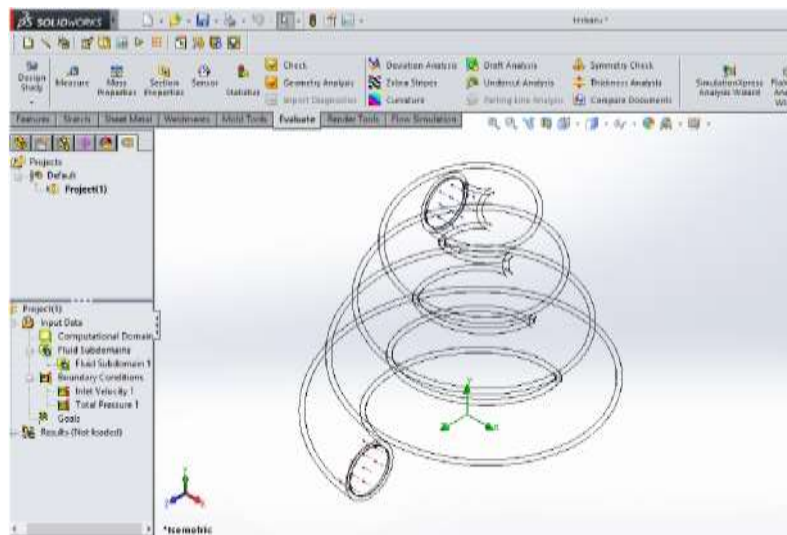 SOLIDWORKS
Design Study
Measure
Mass Properties
Section Properties
Sensor
Statistics
Check
Geometry Analysis
Import Diagnostics
Deviation Analysis
Zebra Stripes
Curvature
Draft Analysis
Undercut Analysis
Parting Line Analysis
Symmetry Check
Thickness Analysis
Compare Documents
SimulationXpress Analysis Wizard
Features
Sketch
Sheet Metal
Weldments
Mold Tools
Evaluate
Render Tools
Flow Simulation
Projects
Default
Project(1)
Project(1)
Input Data
Computational Domain
Fluid Subdomains
Fluid Subdomain 1
Boundary Conditions
Inlet Velocity 1
Total Pressure 1
Goals
Results (Not loaded)
Y
*Isometric